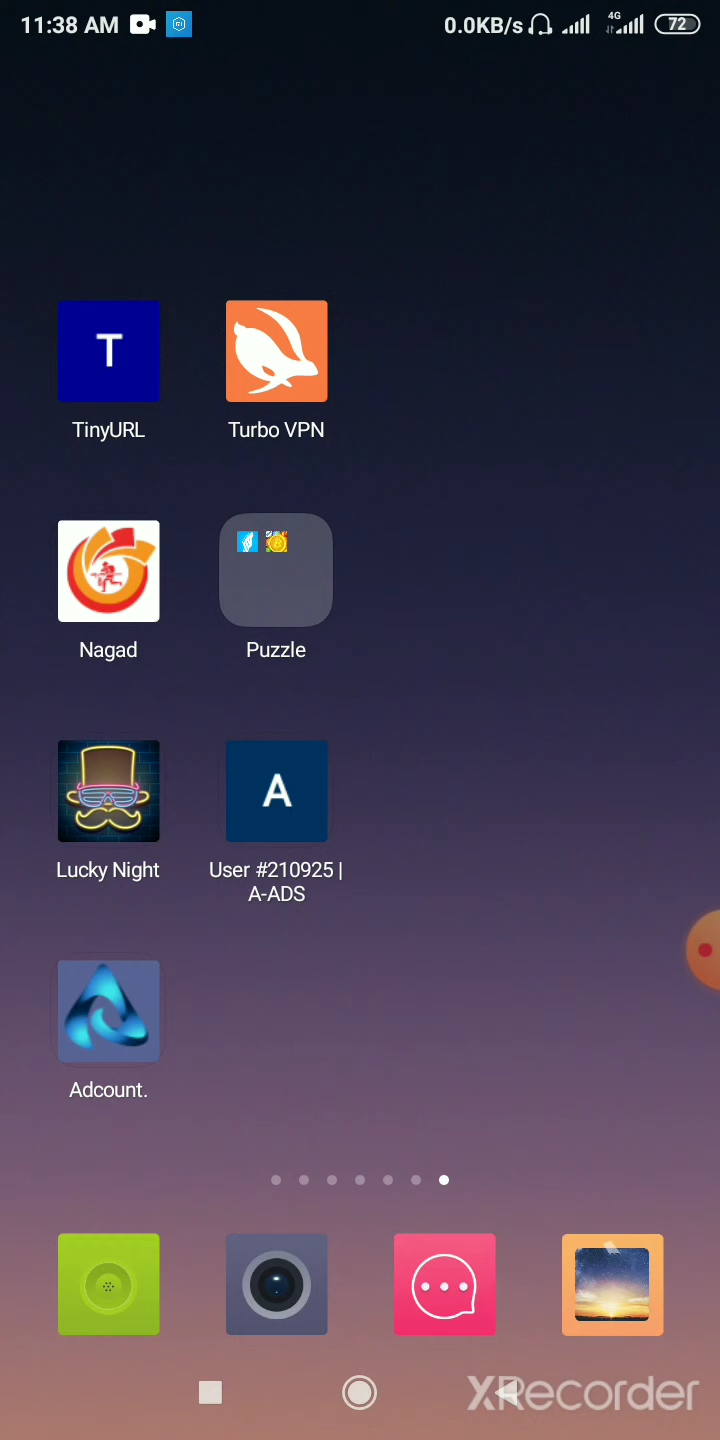 11:38 AM
0.0KB/s
4G
72
T
TinyURL
Turbo VPN
Nagad
Puzzle
Lucky Night
A
User #210925 |
A-ADS
Adcount.
XRecorder